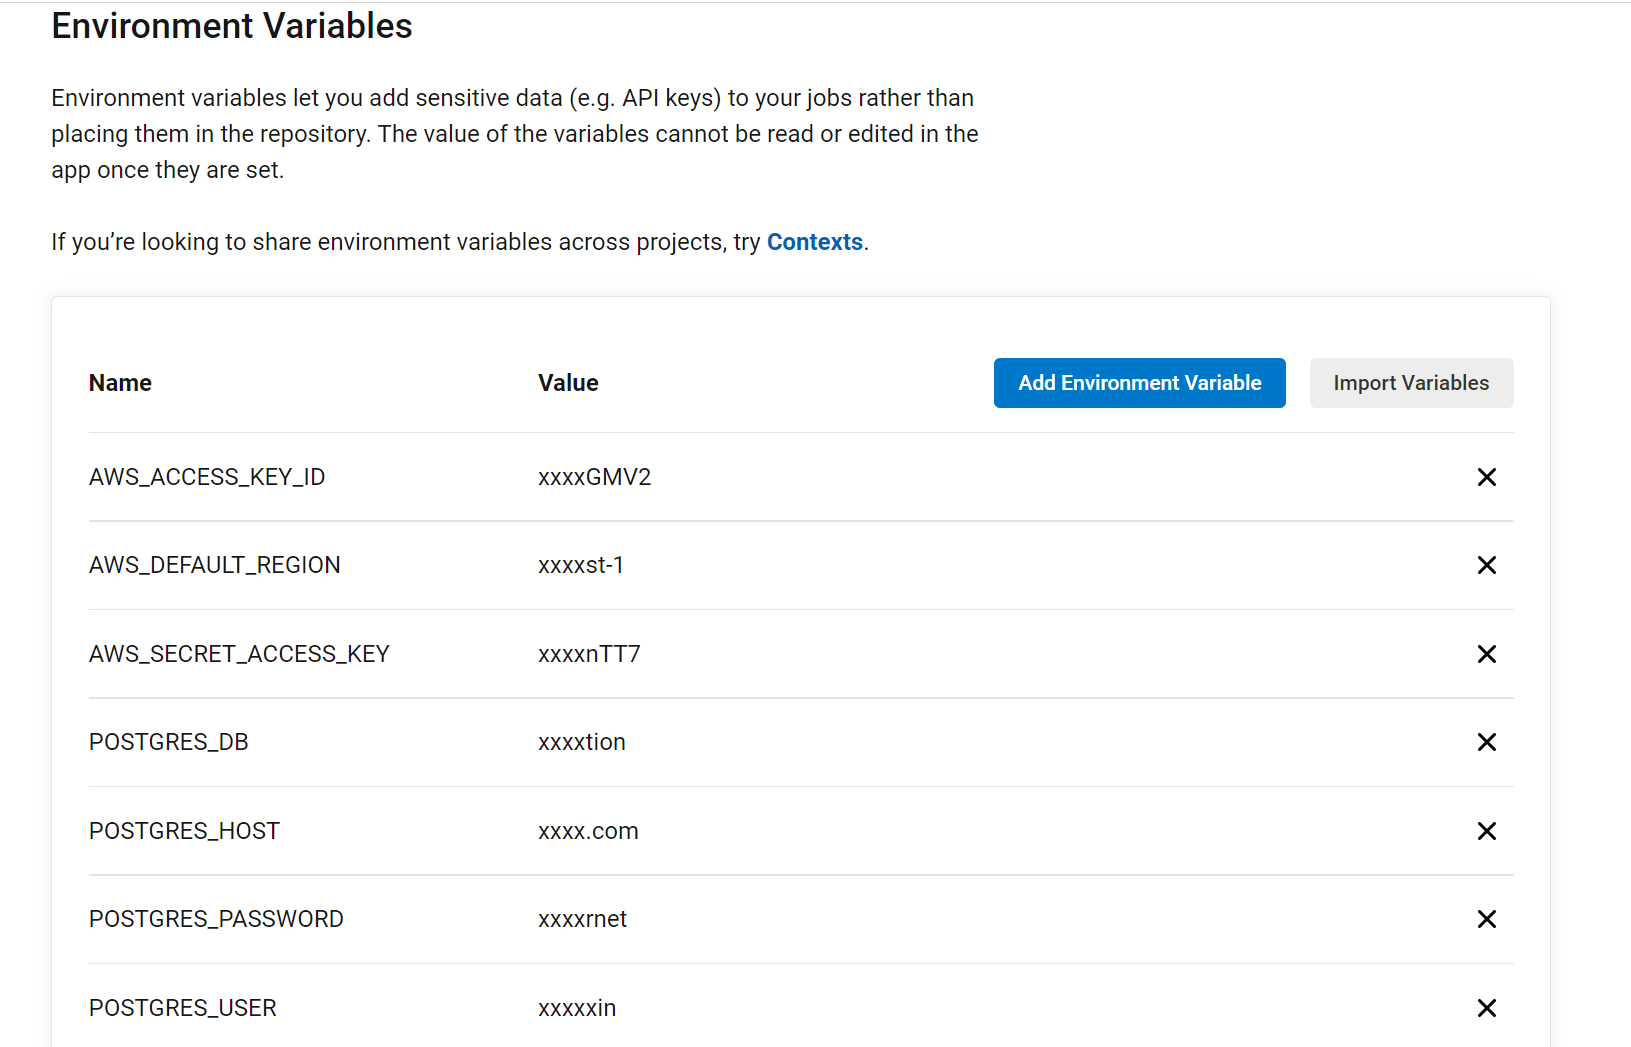 Environment Variables
Environment variables let you add sensitive data (e.g. API keys) to your jobs rather than
placing them in the repository. The value of the variables cannot be read or edited in the
app once they are set.
If you’re looking to share environment variables across projects, try Contexts.
Name Value Add Environment Variable Import Variables
AWS_ACCESS_KEY_ID xxxxGMV2
AWS_DEFAULT_REGION xxxxst-1
AWS_SECRET_ACCESS_KEY xxxxnTT7
POSTGRES_DB xxxxtion
POSTGRES_HOST xxxx.com
POSTGRES_PASSWORD xxxxrnet
POSTGRES_USER xxxxxin